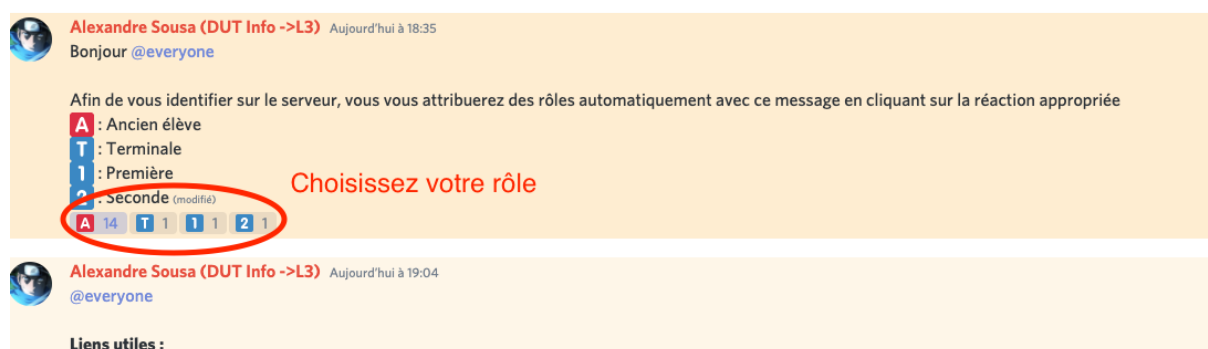 Alexandre Sousa (DUT Info ->L3) Aujourd'hui à 18:35
Bonjour @everyone
Afin de vous identifier sur le serveur, vous vous attribuerez des rôles automatiquement avec ce message en cliquant sur la réaction appropriée
A : Ancien élève
T : Terminale
1 : Première
2 : Seconde (modifié)
Choisissez votre rôle
A 14 T 1 1 1 2 1
Alexandre Sousa (DUT Info ->L3) Aujourd'hui à 19:04
@everyone
Liens utiles :